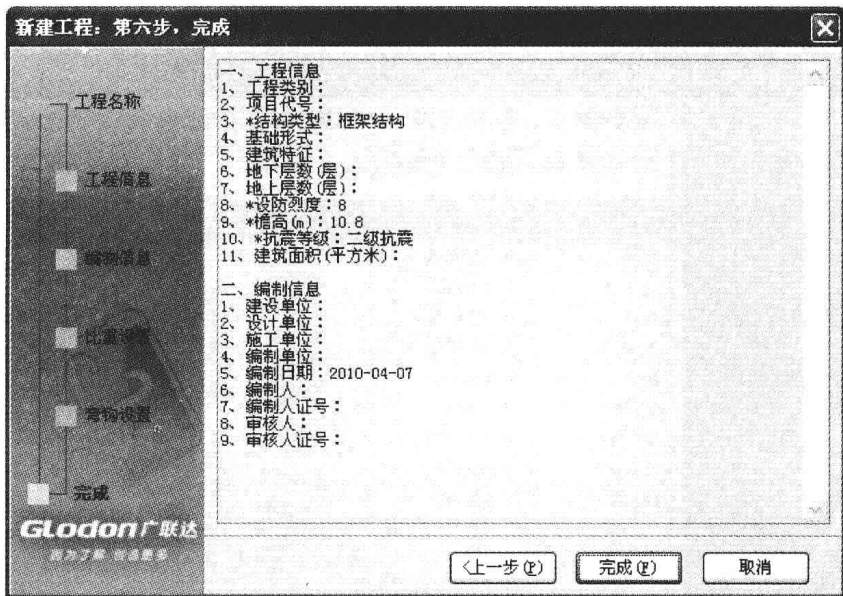 新建工程：第六步，完成
工程名称
工程信息
编制信息
比重设置
弯钩设置
完成
GLodon广联达
一、工程信息
1、工程类别：
2、项目代号：
3、*结构类型：框架结构
4、基础形式：
5、建筑特征：
6、地下层数(层)：
7、地上层数(层)：
8、*设防烈度：8
9、*檐高(m)：10.8
10、*抗震等级：二级抗震
11、建筑面积(平方米)：
二、编制信息
1、建设单位：
2、设计单位：
3、施工单位：
4、编制单位：
5、编制日期：2010-04-07
6、编制人：
7、编制人证号：
8、审核人：
9、审核人证号：
<上一步(P)
完成(F)
取消